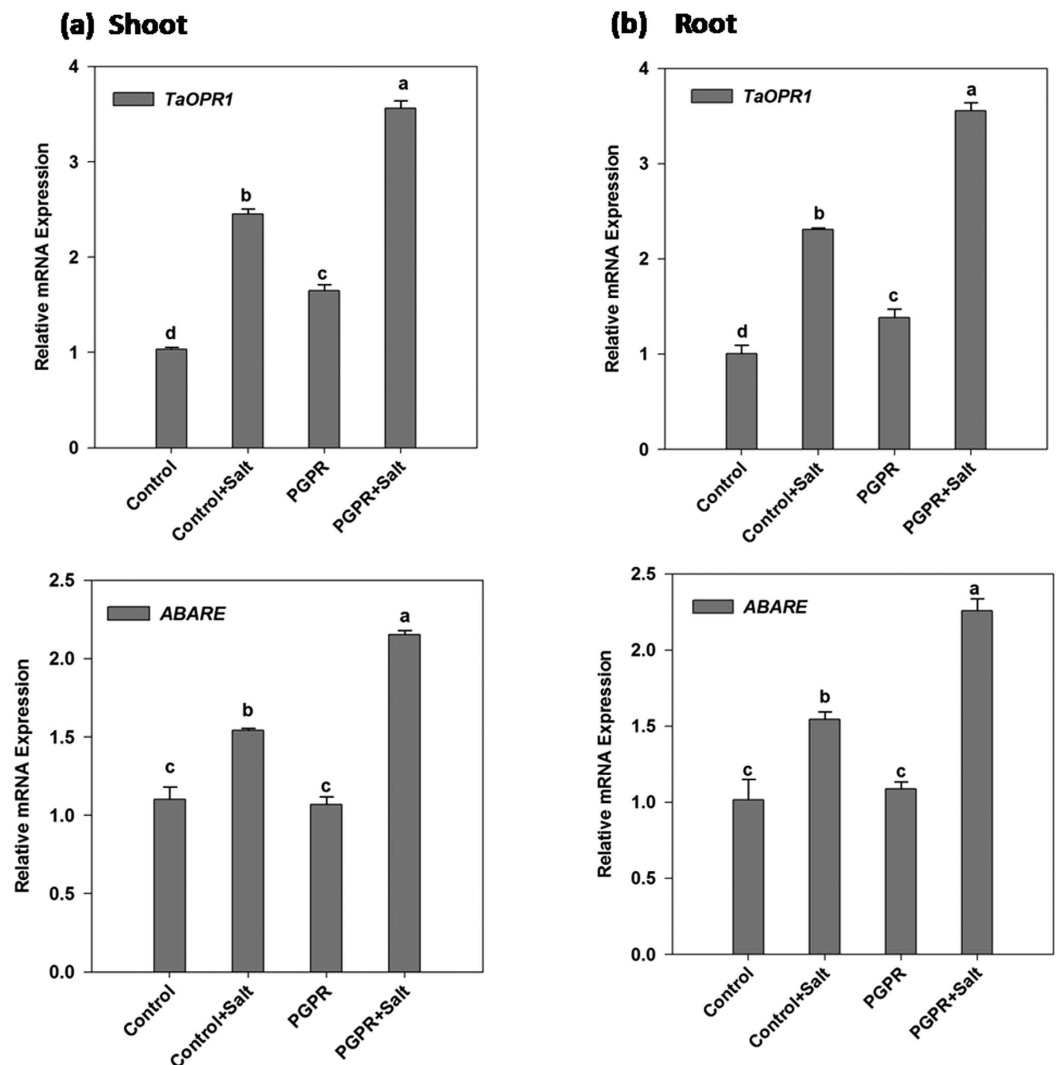 (a) Shoot
Relative mRNA Expression
4
3
2
1
0
TaOPR1
d
b
c
a
Control
Control+Salt
PGPR
PGPR+Salt
(b) Root
Relative mRNA Expression
4
3
2
1
0
TaOPR1
d
b
c
a
Control
Control+Salt
PGPR
PGPR+Salt
Relative mRNA Expression
2.5
2.0
1.5
1.0
0.5
0.0
ABARE
c
b
c
a
Control
Control+Salt
PGPR
PGPR+Salt
Relative mRNA Expression
2.5
2.0
1.5
1.0
0.5
0.0
ABARE
c
b
c
a
Control
Control+Salt
PGPR
PGPR+Salt